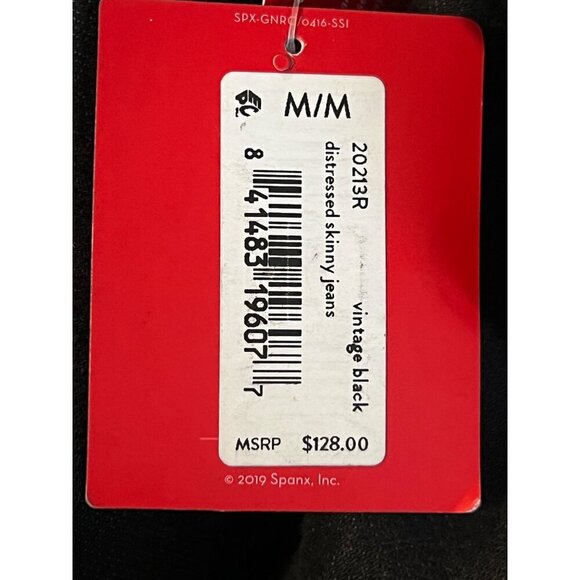 SPX-GNRC/0416-SSI
EPC
M/M
20213R
vintage black
distressed skinny jeans
8 41483 19607 7
MSRP $128.00
© 2019 Spanx, Inc.